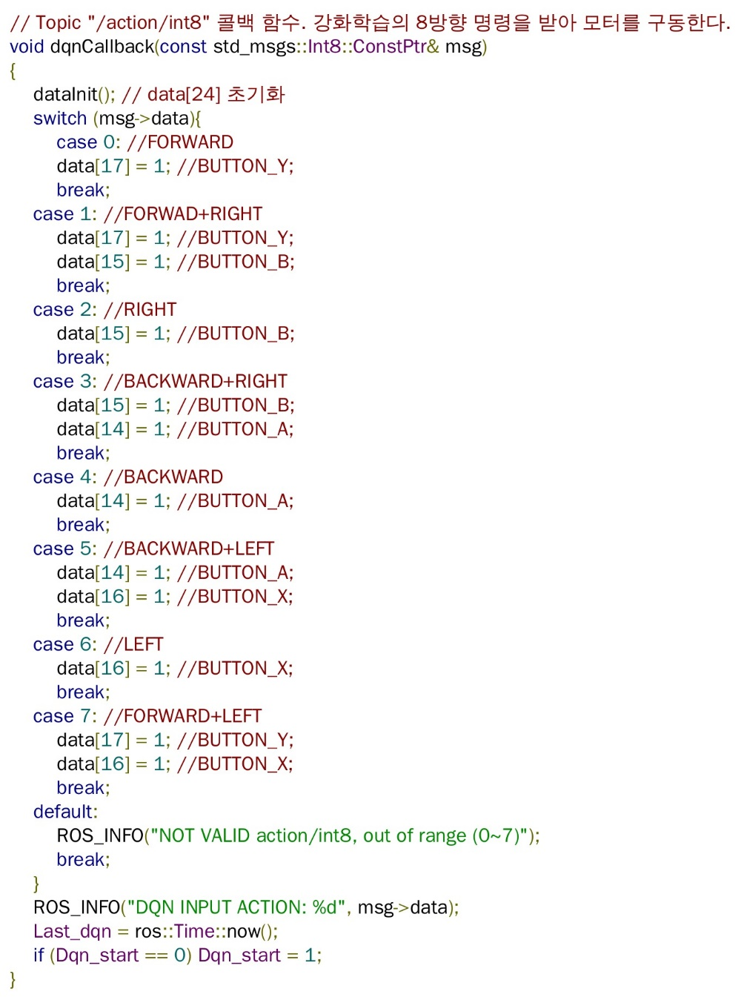 // Topic "/action/int8" 콜백 함수. 강화학습의 8방향 명령을 받아 모터를 구동한다.
void dqnCallback(const std_msgs::Int8::ConstPtr& msg)
{
    dataInit(); // data[24] 초기화
    switch (msg->data){
        case 0: //FORWARD
        data[17] = 1; //BUTTON_Y;
        break;
    case 1: //FORWAD+RIGHT
        data[17] = 1; //BUTTON_Y;
        data[15] = 1; //BUTTON_B;
        break;
    case 2: //RIGHT
        data[15] = 1; //BUTTON_B;
        break;
    case 3: //BACKWARD+RIGHT
        data[15] = 1; //BUTTON_B;
        data[14] = 1; //BUTTON_A;
        break;
    case 4: //BACKWARD
        data[14] = 1; //BUTTON_A;
        break;
    case 5: //BACKWARD+LEFT
        data[14] = 1; //BUTTON_A;
        data[16] = 1; //BUTTON_X;
        break;
    case 6: //LEFT
        data[16] = 1; //BUTTON_X;
        break;
    case 7: //FORWARD+LEFT
        data[17] = 1; //BUTTON_Y;
        data[16] = 1; //BUTTON_X;
        break;
    default:
        ROS_INFO("NOT VALID action/int8, out of range (0~7)");
        break;
    }
    ROS_INFO("DQN INPUT ACTION: %d", msg->data);
    Last_dqn = ros::Time::now();
    if (Dqn_start == 0) Dqn_start = 1;
}